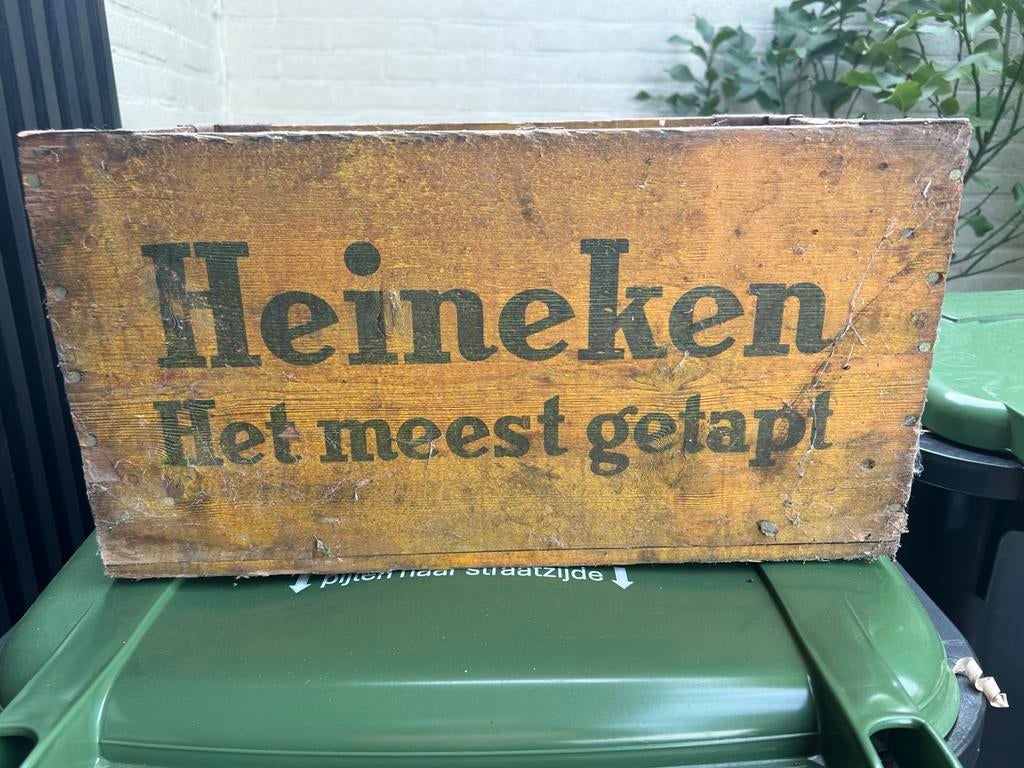 Heineken
Het meest getapt
pijlen naar straatzijde